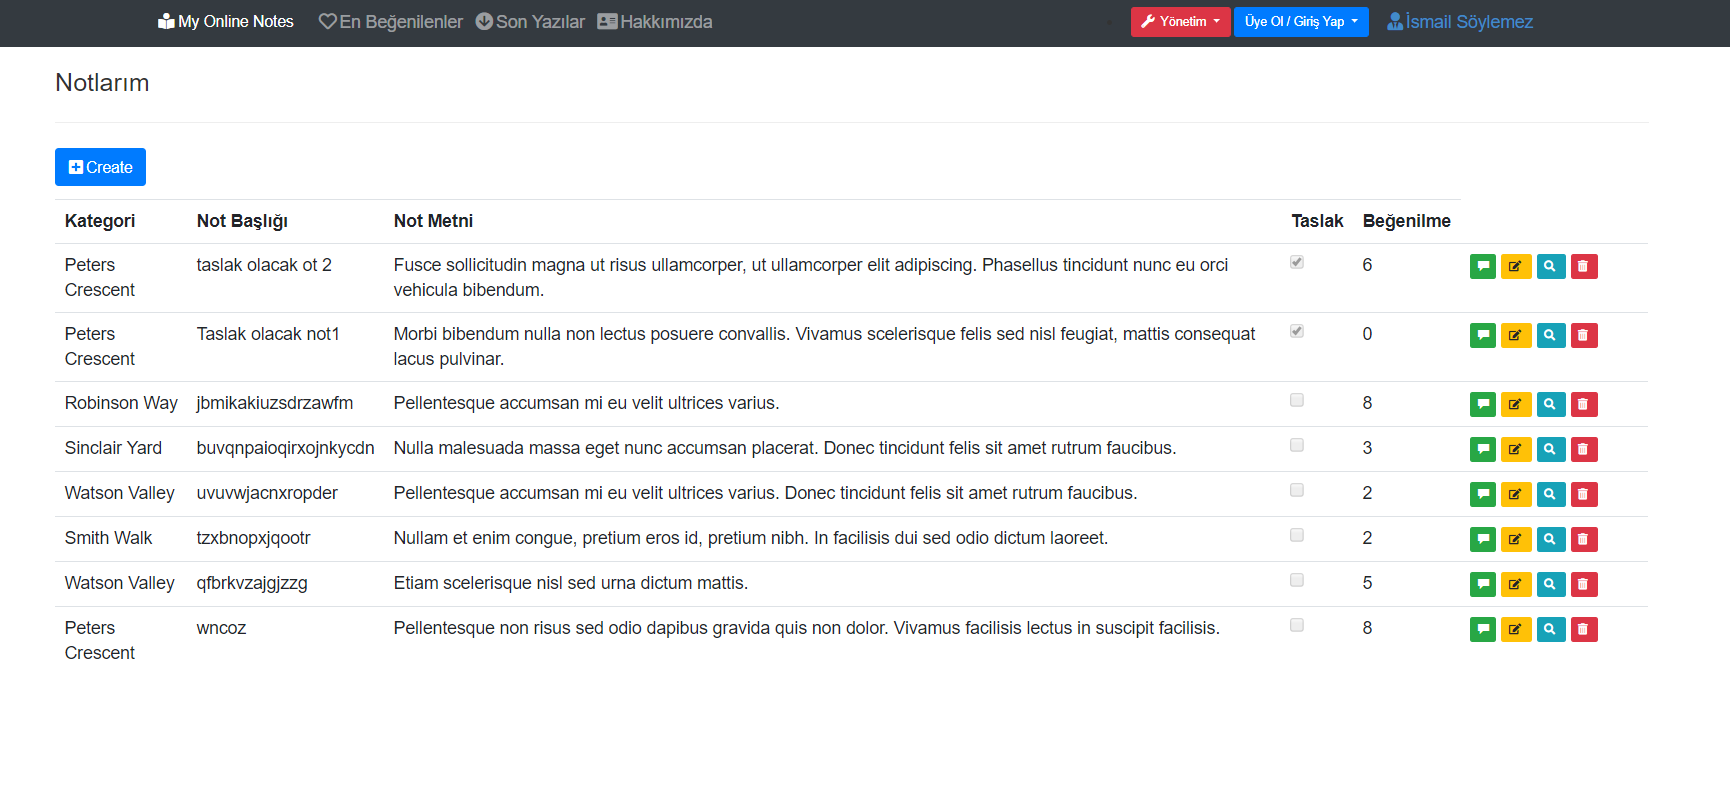 My Online Notes En Beğenilenler Son Yazılar Hakkımızda Yönetim Üye Ol / Giriş Yap İsmail Söylemez
Notlarım
Create
Kategori Not Başlığı Not Metni Taslak Beğenilme
Peters Crescent taslak olacak ot 2 Fusce sollicitudin magna ut risus ullamcorper, ut ullamcorper elit adipiscing. Phasellus tincidunt nunc eu orci vehicula bibendum. 6
Peters Crescent Taslak olacak not1 Morbi bibendum nulla non lectus posuere convallis. Vivamus scelerisque felis sed nisl feugiat, mattis consequat lacus pulvinar. 0
Robinson Way jbmikakiuzsdrzawfm Pellentesque accumsan mi eu velit ultrices varius. 8
Sinclair Yard buvqnpaioqirxojnkycdn Nulla malesuada massa eget nunc accumsan placerat. Donec tincidunt felis sit amet rutrum faucibus. 3
Watson Valley uvuvwjacnxropder Pellentesque accumsan mi eu velit ultrices varius. Donec tincidunt felis sit amet rutrum faucibus. 2
Smith Walk tzxbnopxjqootr Nullam et enim congue, pretium eros id, pretium nibh. In facilisis dui sed odio dictum laoreet. 2
Watson Valley qfbrkvzajgjzzg Etiam scelerisque nisl sed urna dictum mattis. 5
Peters Crescent wncoz Pellentesque non risus sed odio dapibus gravida quis non dolor. Vivamus facilisis lectus in suscipit facilisis. 8